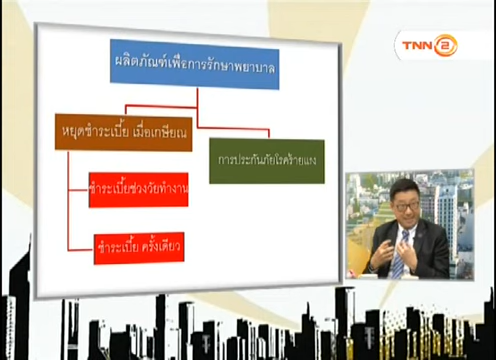 TNN 2
ผลิตภัณฑ์เพื่อการรักษาพยาบาล
หยุดชำระเบี้ย เมื่อเกษียณ
การประกันภัยโรคร้ายแรง
ชำระเบี้ยช่วงวัยทำงาน
ชำระเบี้ย ครั้งเดียว